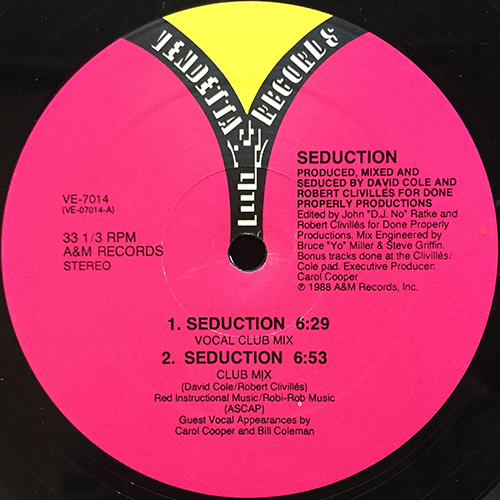 VENDETTA RECORDS
SEDUCTION
PRODUCED, MIXED AND
SEDUCED BY DAVID COLE AND
ROBERT CLIVILLÉS FOR DONE
PROPERLY PRODUCTIONS
Edited by John "D.J. No" Ratke and
Robert Clivillés for Done Properly
Productions. Mix Engineered by
Bruce "Yo" Miller & Steve Griffin.
Bonus tracks done at the Clivillés/
Cole pad. Executive Producer:
Carol Cooper
℗ 1988 A&M Records, Inc.
VE-7014
(VE-07014-A)
33 1/3 RPM
A&M RECORDS
STEREO
1. SEDUCTION 6:29
VOCAL CLUB MIX
2. SEDUCTION 6:53
CLUB MIX
(David Cole/Robert Clivillés)
Red Instructional Music/Robi-Rob Music
(ASCAP)
Guest Vocal Appearances by
Carol Cooper and Bill Coleman